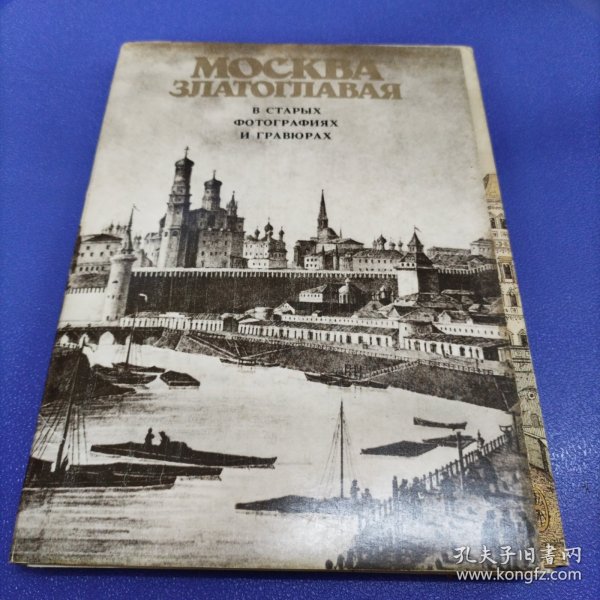 МОСКВА
ЗЛАТОГЛАВАЯ
В СТАРЫХ
ФОТОГРАФИЯХ
И ГРАВЮРАХ
孔夫子旧书网
www.kongfz.com